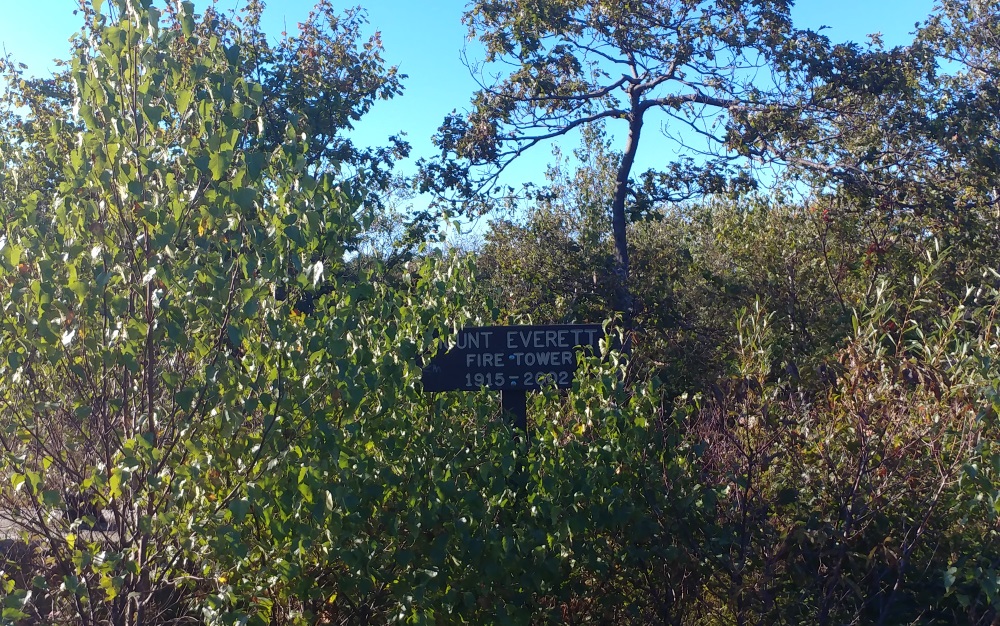 UNT EVERETT
FIRE TOWER
1915-2002